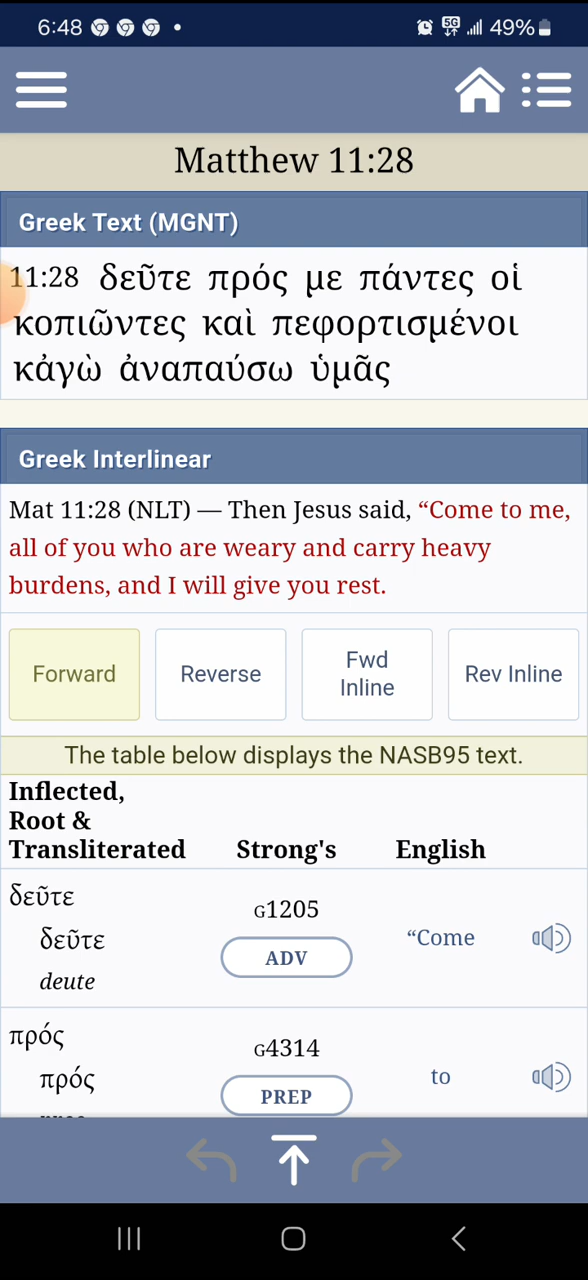 6:48 5G 49%
Matthew 11:28
Greek Text (MGNT)
11:28 δεῦτε πρός με πάντες οἱ
κοπιῶντες καὶ πεφορτισμένοι
κἀγὼ ἀναπαύσω ὑμᾶς
Greek Interlinear
Mat 11:28 (NLT) — Then Jesus said, “Come to me,
all of you who are weary and carry heavy
burdens, and I will give you rest.
Forward Reverse Fwd Inline Rev Inline
The table below displays the NASB95 text.
Inflected,
Root &
Transliterated Strong's English
δεῦτε
δεῦτε
deute
G1205
ADV
“Come
πρός
πρός
G4314
PREP
to